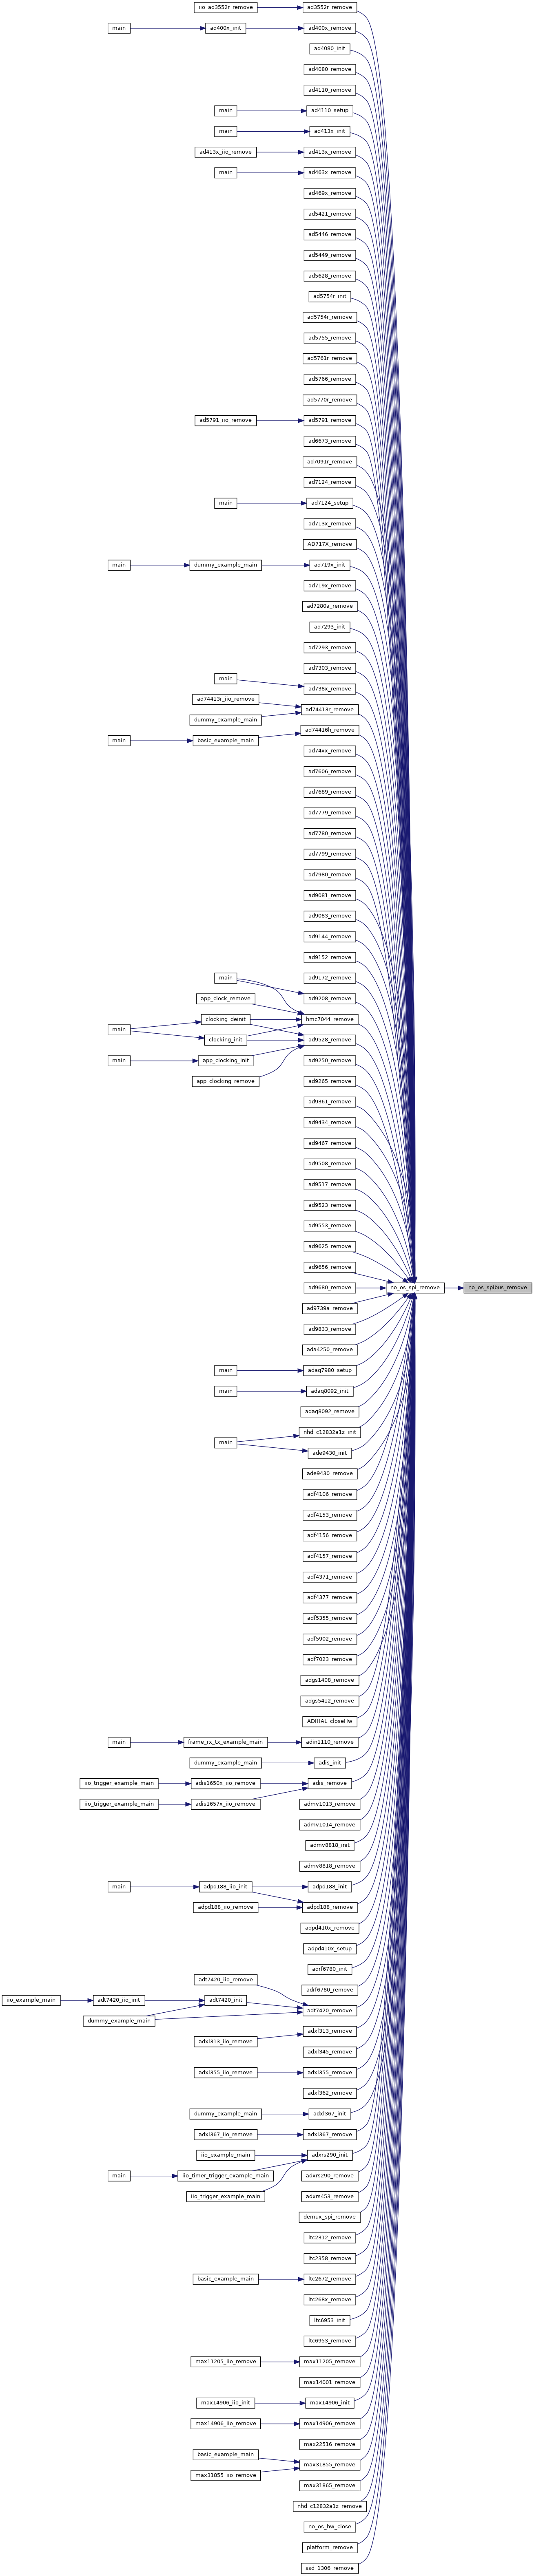 iio_ad3552r_remove ad3552r_remove
main ad400x_init ad400x_remove
ad4080_init
ad4080_remove
ad4110_remove
main ad4110_setup
main ad413x_init
ad413x_iio_remove ad413x_remove
main ad463x_remove
ad469x_remove
ad5421_remove
ad5446_remove
ad5449_remove
ad5628_remove
ad5754r_init
ad5754r_remove
ad5755_remove
ad5761r_remove
ad5766_remove
ad5770r_remove
ad5791_iio_remove ad5791_remove
ad6673_remove
ad7091r_remove
ad7124_remove
main ad7124_setup
ad713x_remove
AD717X_remove
main dummy_example_main ad719x_init
ad719x_remove
ad7280a_remove
ad7293_init
ad7293_remove
ad7303_remove
main ad738x_remove
ad74413r_iio_remove
ad74413r_remove
dummy_example_main
ad74416h_remove
main basic_example_main
ad74xx_remove
ad7606_remove
ad7689_remove
ad7779_remove
ad7780_remove
ad7799_remove
ad7980_remove
ad9081_remove
ad9083_remove
ad9144_remove
ad9152_remove
main ad9172_remove
app_clock_remove ad9208_remove
clocking_deinit hmc7044_remove
main
clocking_init ad9528_remove
main app_clocking_init ad9250_remove
app_clocking_remove ad9265_remove
ad9361_remove
ad9434_remove
ad9467_remove
ad9508_remove
ad9517_remove
ad9523_remove
ad9553_remove
ad9625_remove
ad9656_remove
ad9680_remove no_os_spi_remove no_os_spibus_remove
ad9739a_remove
ad9833_remove
ada4250_remove
main adaq7980_setup
main adaq8092_init
adaq8092_remove
nhd_c12832a1z_init
main
ade9430_init
ade9430_remove
adf4106_remove
adf4153_remove
adf4156_remove
adf4157_remove
adf4371_remove
adf4377_remove
adf5355_remove
adf5902_remove
adf7023_remove
adgs1408_remove
adgs5412_remove
ADIHAL_closeHw
main frame_rx_tx_example_main adin1110_remove
dummy_example_main adis_init
iio_trigger_example_main adis1650x_iio_remove adis_remove
iio_trigger_example_main adis1657x_iio_remove admv1013_remove
admv1014_remove
admv8818_init
admv8818_remove
main adpd188_iio_init adpd188_init
adpd188_iio_remove adpd188_remove
adpd410x_remove
adpd410x_setup
adrf6780_init
adt7420_iio_remove
adrf6780_remove
iio_example_main adt7420_iio_init adt7420_init
adt7420_remove
dummy_example_main
adxl313_remove
adxl313_iio_remove
adxl345_remove
adxl355_iio_remove adxl355_remove
adxl362_remove
dummy_example_main adxl367_init
adxl367_iio_remove adxl367_remove
iio_example_main adxrs290_init
main iio_timer_trigger_example_main adxrs290_remove
iio_trigger_example_main adxrs453_remove
demux_spi_remove
ltc2312_remove
ltc2358_remove
basic_example_main ltc2672_remove
ltc268x_remove
ltc6953_init
ltc6953_remove
max11205_iio_remove max11205_remove
max14001_remove
max14906_iio_init max14906_init
max14906_iio_remove max14906_remove
max22516_remove
basic_example_main
max31855_remove
max31855_iio_remove
max31865_remove
nhd_c12832a1z_remove
no_os_hw_close
platform_remove
ssd_1306_remove